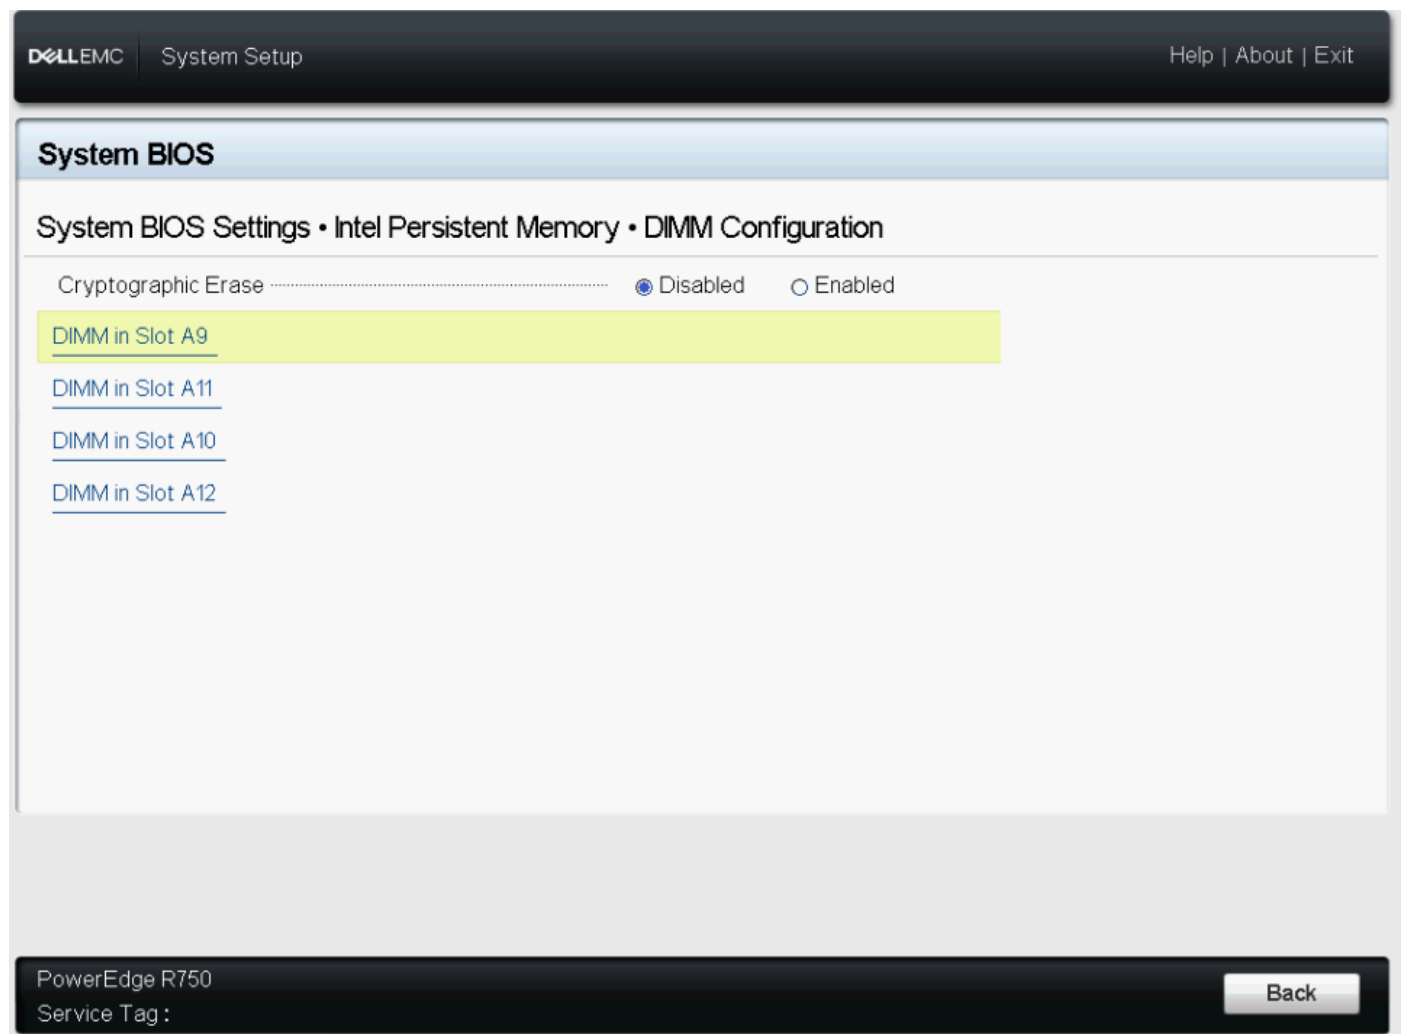 DELLEMC System Setup Help | About | Exit
System BIOS
System BIOS Settings • Intel Persistent Memory • DIMM Configuration
Cryptographic Erase Disabled Enabled
DIMM in Slot A9
DIMM in Slot A11
DIMM in Slot A10
DIMM in Slot A12
PowerEdge R750
Service Tag:
Back